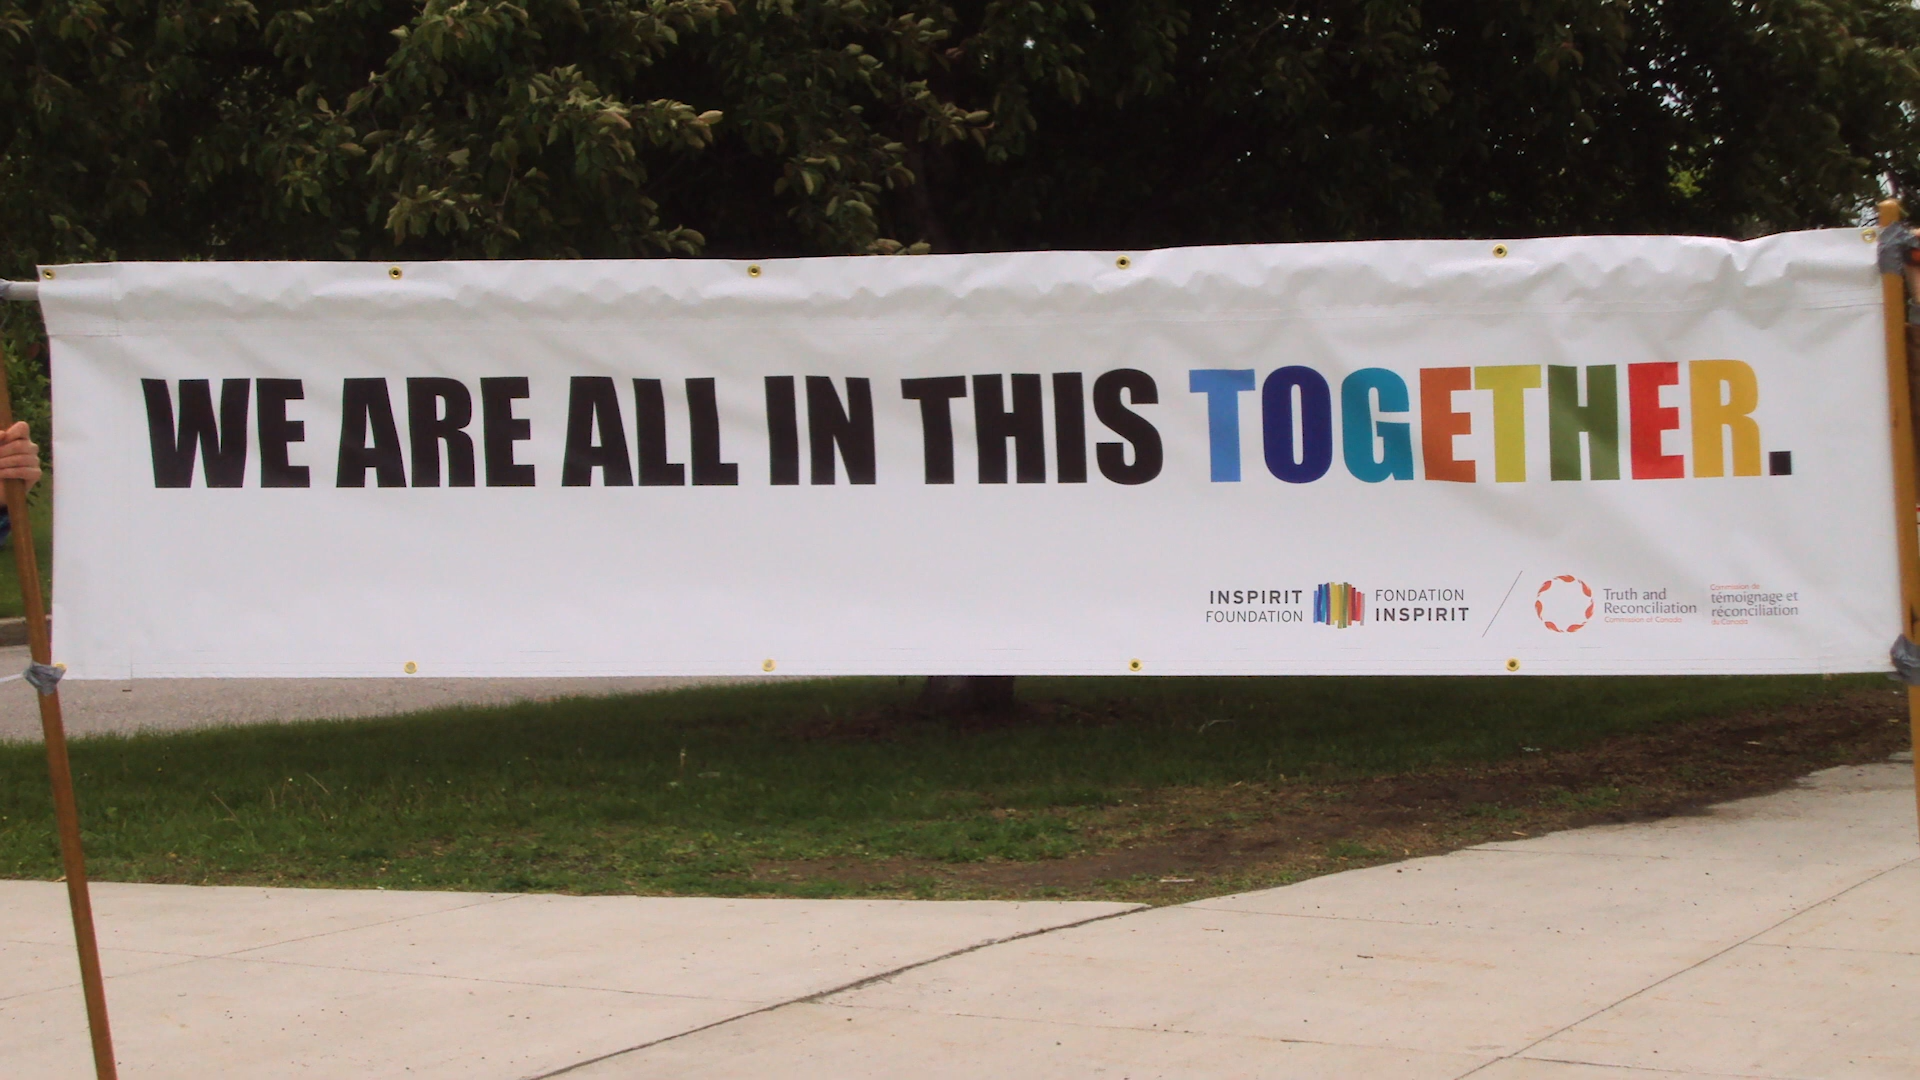 WE ARE ALL IN THIS TOGETHER.
INSPIRIT
FOUNDATION
FONDATION
INSPIRIT
Truth and
Reconciliation
Commission of Canada
Commission de
témoignage et
réconciliation
du Canada